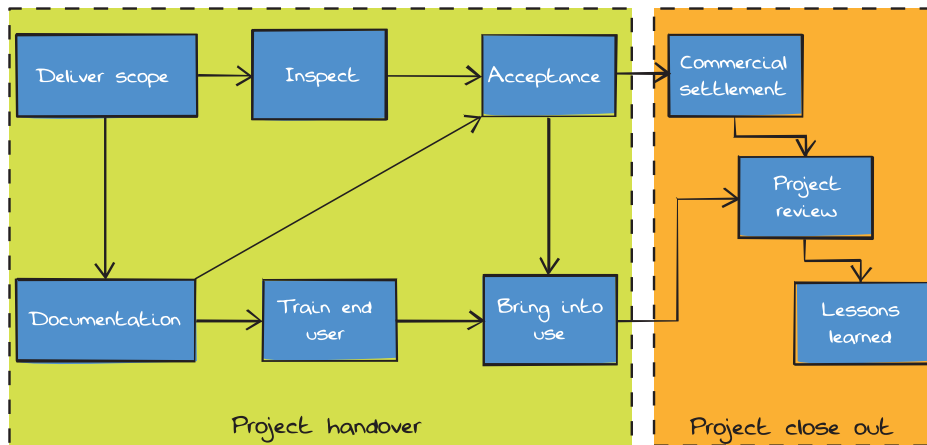 Deliver scope
Inspect
Acceptance
Commercial
settlement
Project
review
Documentation
Train end
user
Bring into
use
Lessons
learned
Project handover
Project close out